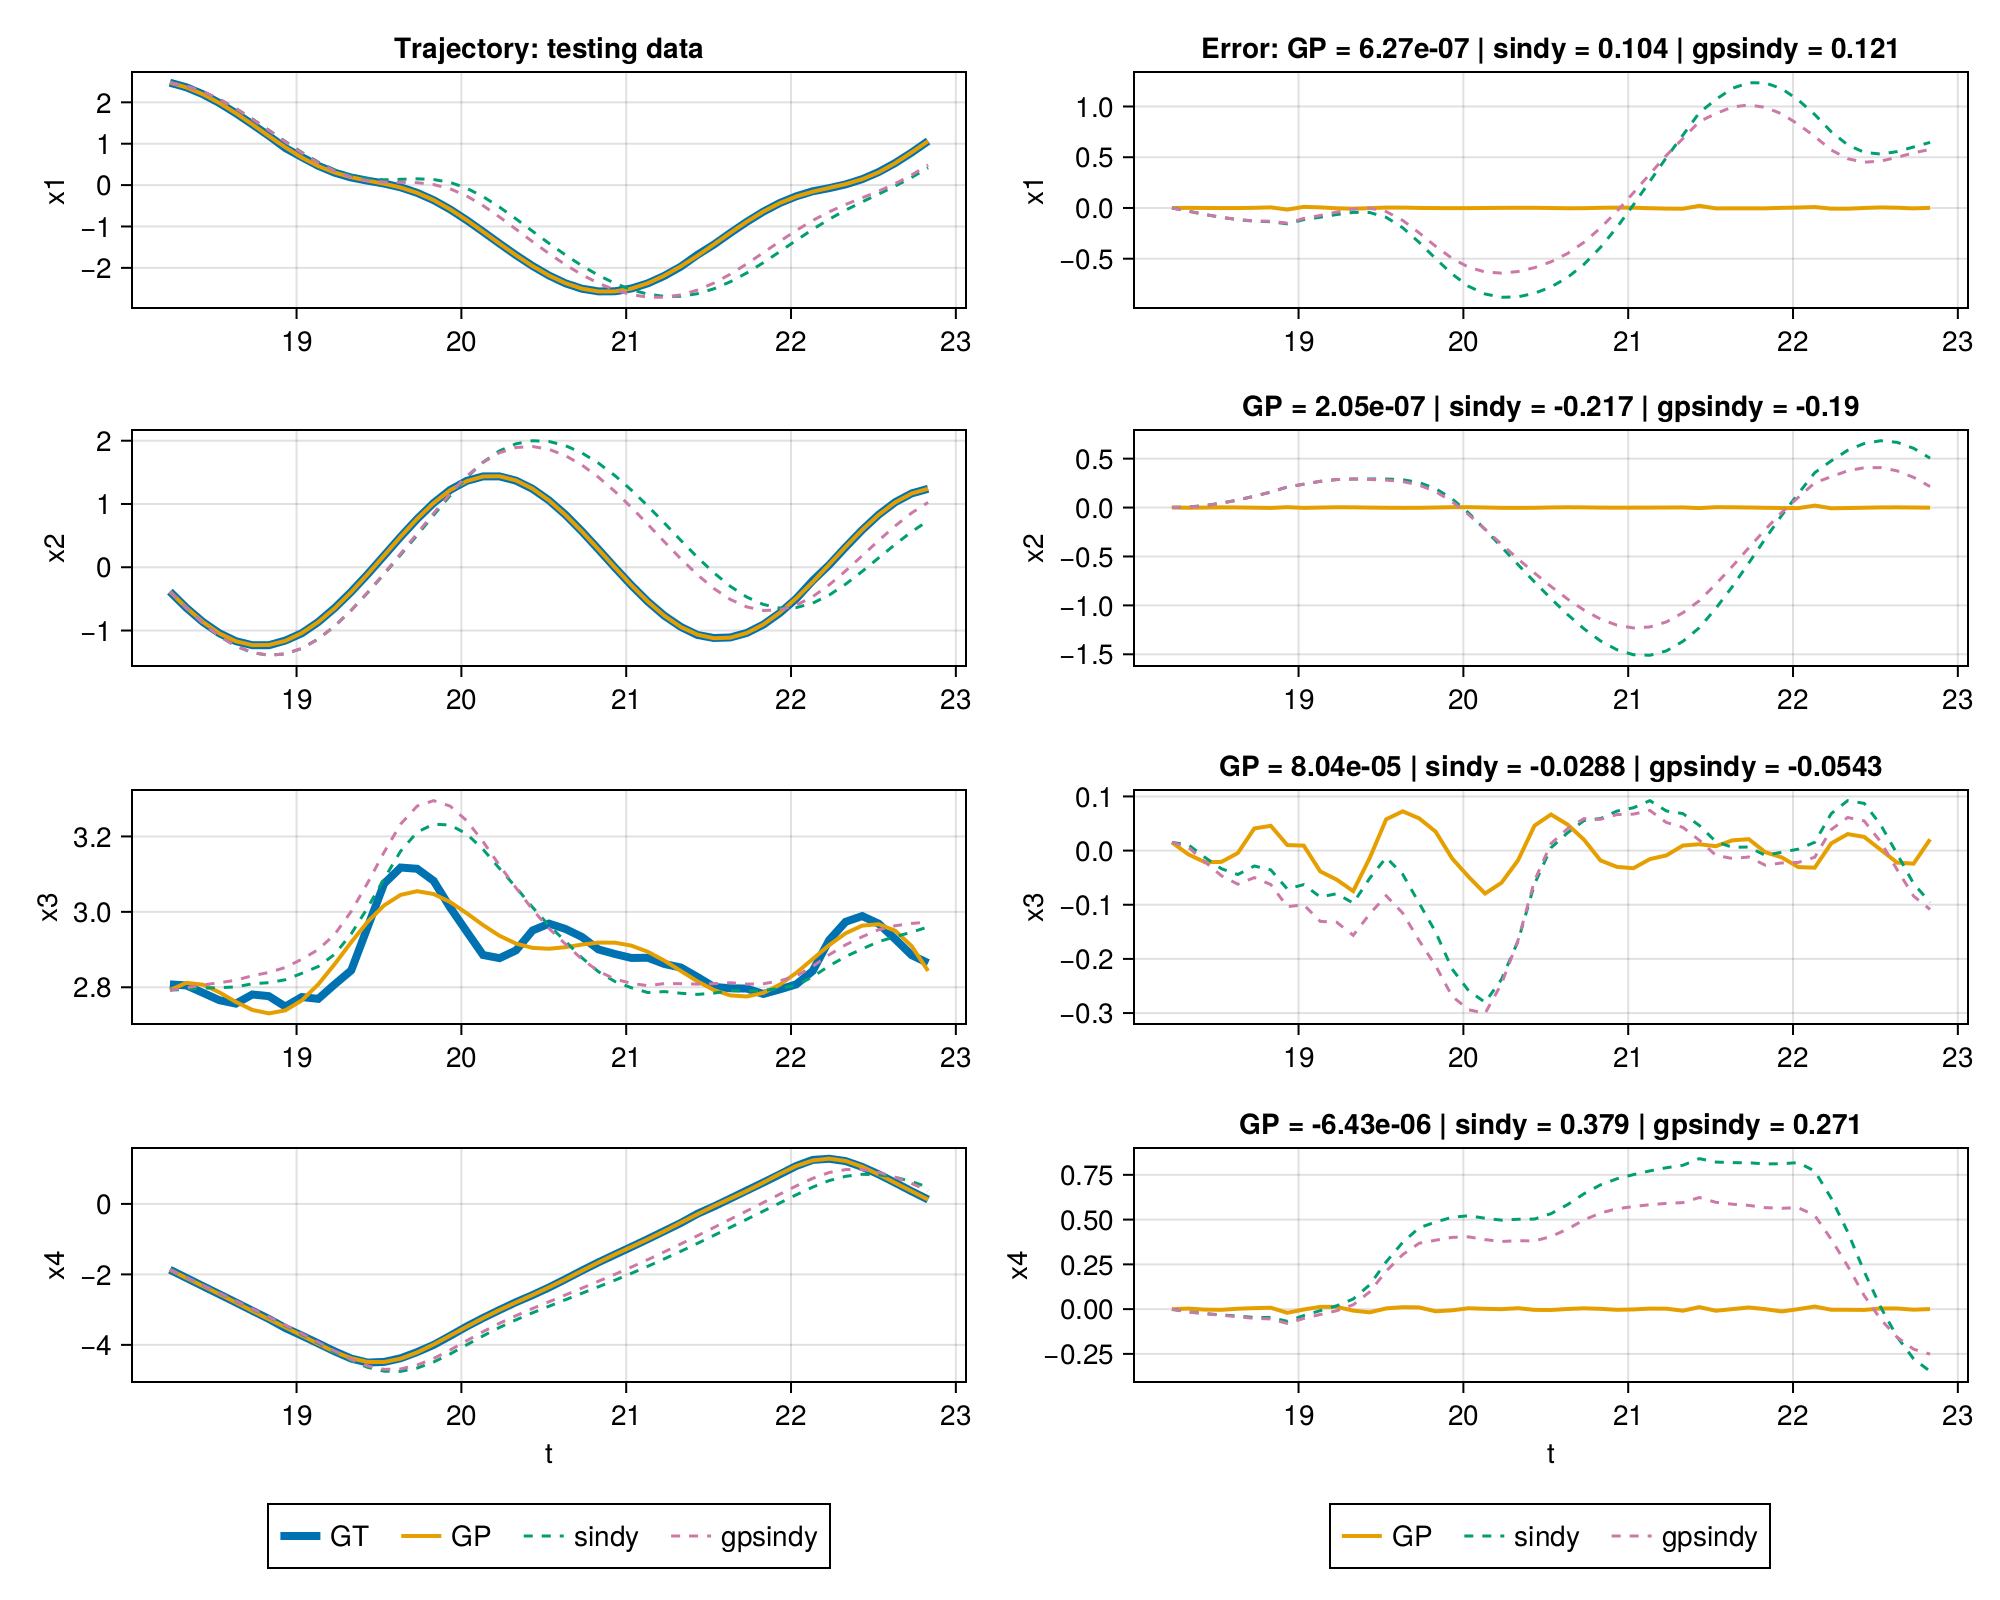 Trajectory: testing data
x1
2
1
0
−1
−2
19 20 21 22 23
Error: GP = 6.27e-07 | sindy = 0.104 | gpsindy = 0.121
x1
1.0
0.5
0.0
−0.5
19 20 21 22 23
x2
2
1
0
−1
19 20 21 22 23
GP = 2.05e-07 | sindy = -0.217 | gpsindy = -0.19
x2
0.5
0.0
−0.5
−1.0
−1.5
19 20 21 22 23
x3
3.2
3.0
2.8
19 20 21 22 23
GP = 8.04e-05 | sindy = -0.0288 | gpsindy = -0.0543
x3
0.1
0.0
−0.1
−0.2
−0.3
19 20 21 22 23
x4
0
−2
−4
19 20 21 22 23
t
GP = -6.43e-06 | sindy = 0.379 | gpsindy = 0.271
x4
0.75
0.50
0.25
0.00
−0.25
19 20 21 22 23
t
GT GP sindy gpsindy
GP sindy gpsindy